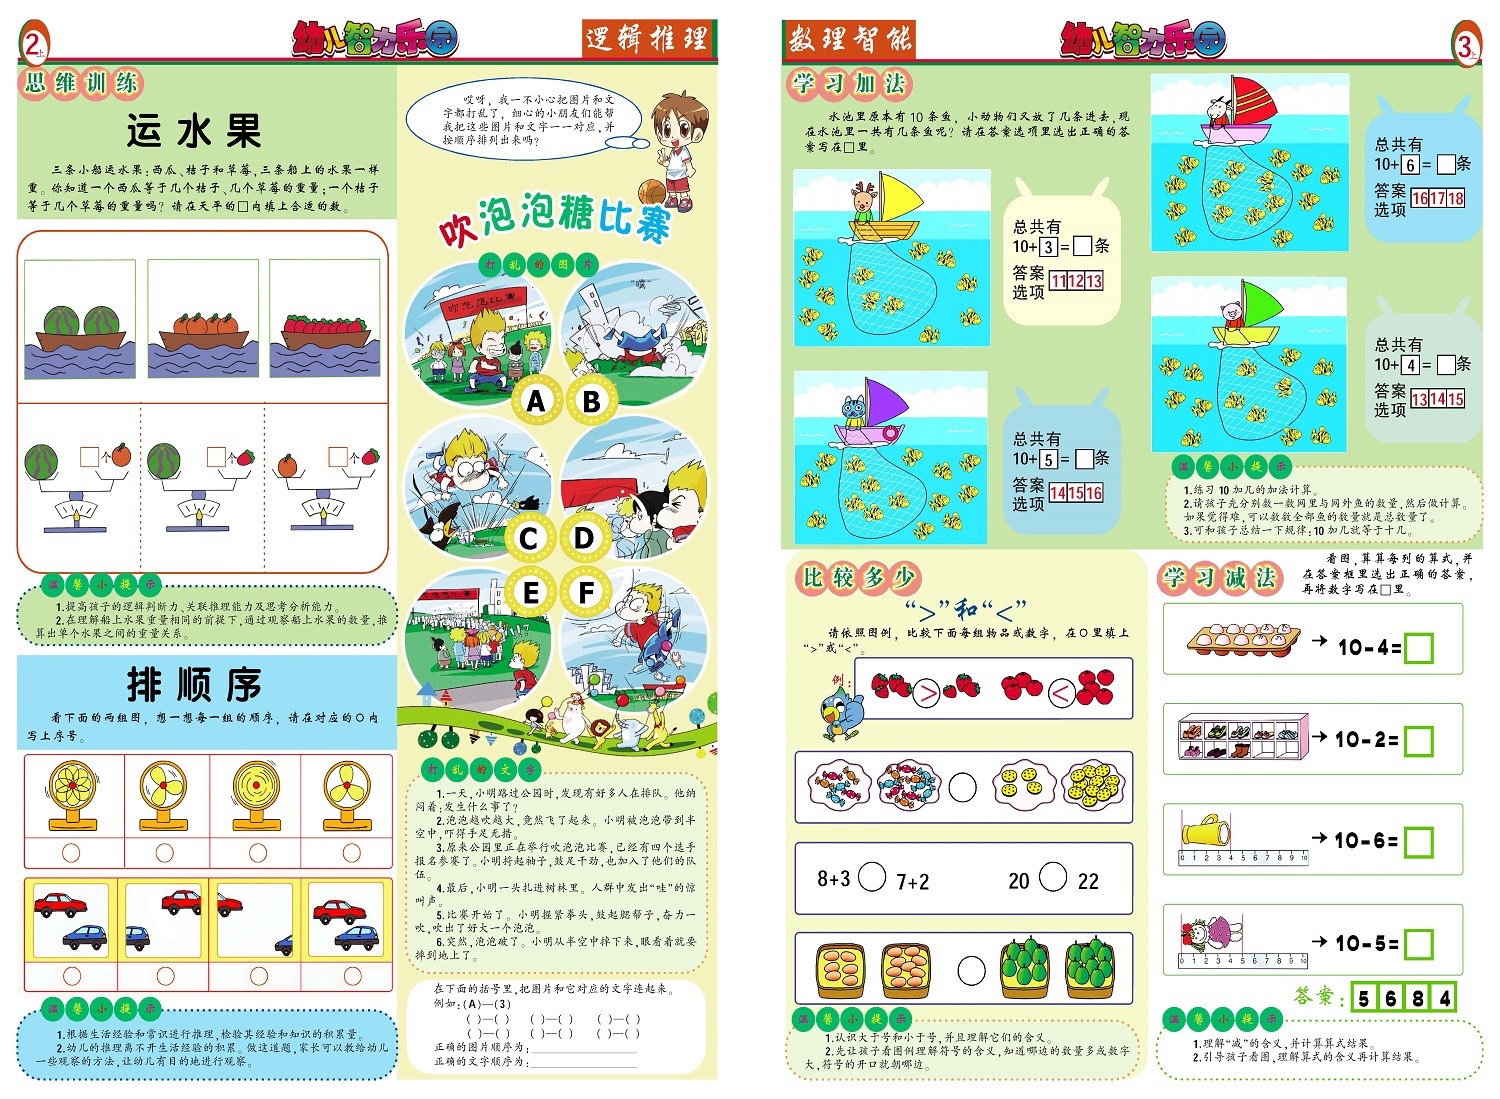 2上
幼儿智力乐园
逻辑推理
思维训练
运水果
三条小船运水果:西瓜、桔子和草莓,三条船上的水果一样
重。你知道一个西瓜等于几个桔子、几个草莓的重量;一个桔子
等于几个草莓的重量吗?请在天平的□内填上合适的数。
□个
□个
□个
温馨小提示
1.提高孩子的逻辑判断力、关联推理能力及思考分析能力。
2.在理解船上水果重量相同的前提下,通过观察船上水果的数量,推
算出单个水果之间的重量关系。
排顺序
看下面的两组图,想一想每一组的顺序,请在对应的○内
写上序号。
温馨小提示
1.根据生活经验和常识进行推理,检验其经验和知识的积累量。
2.幼儿的推理离不开生活经验的积累。做这道题,家长可以教给幼儿
一些观察的方法,让幼儿有目的地进行观察。
哎呀,我一不小心把图片和文
字都打乱了,细心的小朋友们能帮
我把这些图片和文字一一对应,并
按顺序排列出来吗?
吹泡泡糖比赛
打乱的图片
吹泡泡比赛
“噗”
A B
C D
E F
打乱的文字
1.一天,小明路过公园时,发现有好多人在排队。他纳
闷着:发生什么事了?
2.泡泡越吹越大,竟然飞了起来。小明被泡泡带到半
空中,吓得手足无措。
3.原来公园里正在举行吹泡泡比赛,已经有四个选手
报名参赛了。小明捋起袖子,鼓足干劲,也加入了他们的队
伍。
4.最后,小明一头扎进树林里。人群中发出“哇”的惊
叫声。
5.比赛开始了。小明握紧拳头,鼓起腮帮子,奋力一
吹,吹出了好大一个泡泡。
6.突然,泡泡破了。小明从半空中掉下来,眼看着就要
摔到地上了。
在下面的括号里,把图片和它对应的文字连起来。
例如:(A)—(3)
( )—( ) ( )—( ) ( )—( )
( )—( ) ( )—( ) ( )—( )
正确的图片顺序为:
正确的文字顺序为:
数理智能
幼儿智力乐园
3上
学习加法
水池里原本有10条鱼,小动物们又放了几条进去,现
在水池里一共有几条鱼呢?请在答案选项里选出正确的答
案写在□里。
总共有
10+3=□条
答案
选项 11 12 13
总共有
10+6=□条
答案
选项 16 17 18
总共有
10+5=□条
答案
选项 14 15 16
总共有
10+4=□条
答案
选项 13 14 15
温馨小提示
1.练习10加几的加法计算。
2.请孩子先分别数一数网里与网外鱼的数量,然后做计算。
如果觉得难,可以数数全部鱼的数量就是总数量了。
3.可和孩子总结一下规律:10加几就等于十几。
比较多少
“>”和“<”
请依照图例,比较下面每组物品或数字,在○里填上
“>”或“<”。
例:
> <
8+3 ○ 7+2 20 ○ 22
温馨小提示
1.认识大于号和小于号,并且理解它们的含义。
2.先让孩子看图例理解符号的含义,知道哪边的数量多或数字
大,符号的开口就朝哪边。
学习减法
看图,算算每列的算式,并
在答案框里选出正确的答案,
再将数字写在□里。
10-4=□
10-2=□
10-6=□
0 1 2 3 4 5 6 7 8 9 10
10-5=□
0 1 2 3 4 5 6 7 8 9 10
答案: 5 6 8 4
温馨小提示
1.理解“减”的含义,并计算算式结果。
2.引导孩子看图,理解算式的含义再计算结果。